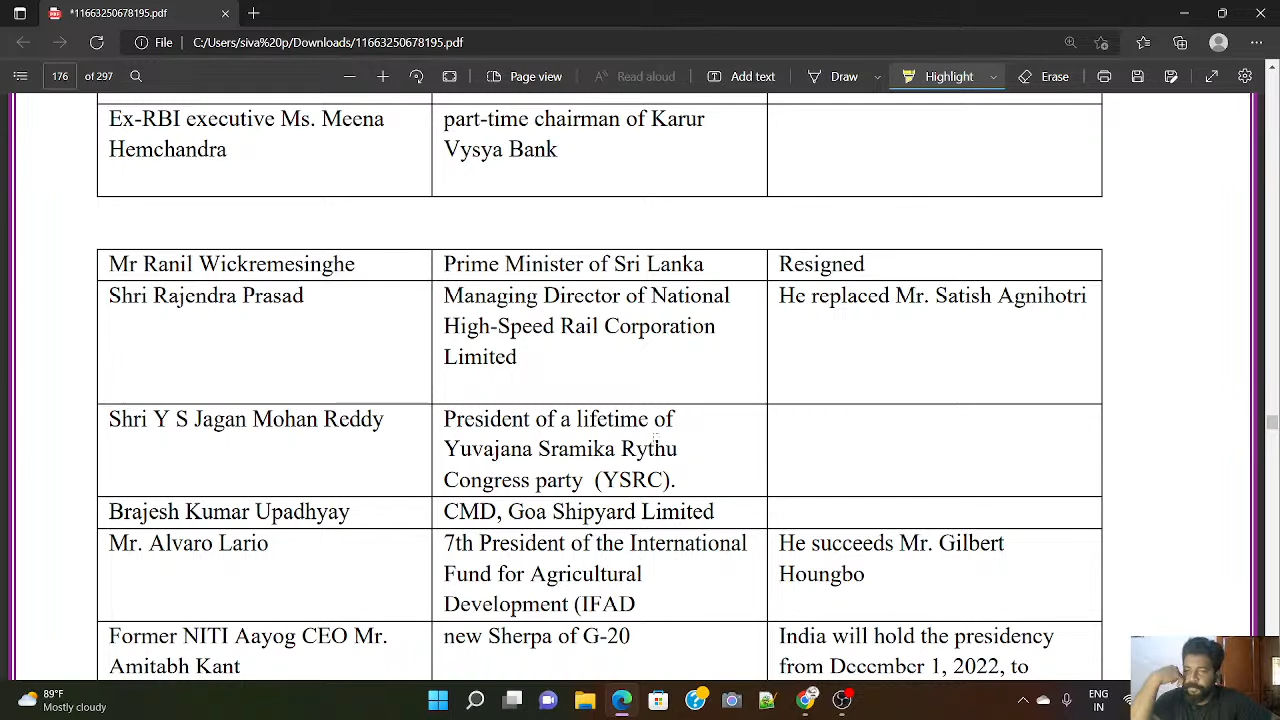 *11663250678195.pdf
File C:/Users/siva%20p/Downloads/11663250678195.pdf
176 of 297 Page view Read aloud Add text Draw Highlight Erase
Ex-RBI executive Ms. Meena
Hemchandra
part-time chairman of Karur
Vysya Bank
Mr Ranil Wickremesinghe
Prime Minister of Sri Lanka
Resigned
Shri Rajendra Prasad
Managing Director of National
High-Speed Rail Corporation
Limited
He replaced Mr. Satish Agnihotri
Shri Y S Jagan Mohan Reddy
President of a lifetime of
Yuvajana Sramika Rythu
Congress party (YSRC).
Brajesh Kumar Upadhyay
CMD, Goa Shipyard Limited
Mr. Alvaro Lario
7th President of the International
Fund for Agricultural
Development (IFAD
He succeeds Mr. Gilbert
Houngbo
Former NITI Aayog CEO Mr.
Amitabh Kant
new Sherpa of G-20
India will hold the presidency
from December 1, 2022, to
89°F
Mostly cloudy
ENG
IN